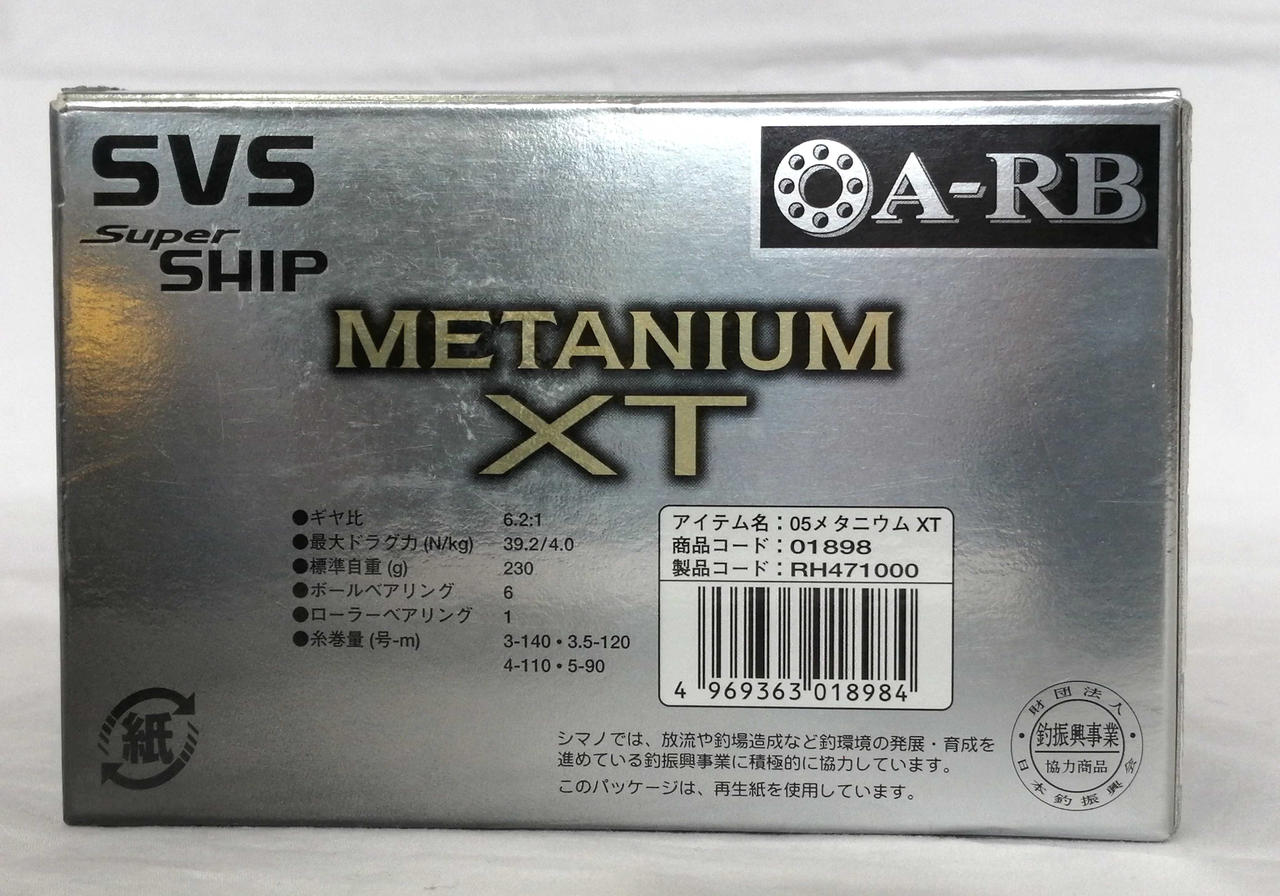 SVS
Super
SHIP
A-RB
METANIUM
XT
●ギヤ比 6.2:1
●最大ドラグ力 (N/kg) 39.2/4.0
●標準自重 (g) 230
●ボールベアリング 6
●ローラーベアリング 1
●糸巻量 (号-m) 3-140・3.5-120
4-110・5-90
アイテム名：05メタニウム XT
商品コード：01898
製品コード：RH471000
4 969363 018984
紙
シマノでは、放流や釣場造成など釣環境の発展・育成を
進めている釣振興事業に積極的に協力しています。
このパッケージは、再生紙を使用しています。
財団法人
釣振興事業
協力商品
日本釣振興会